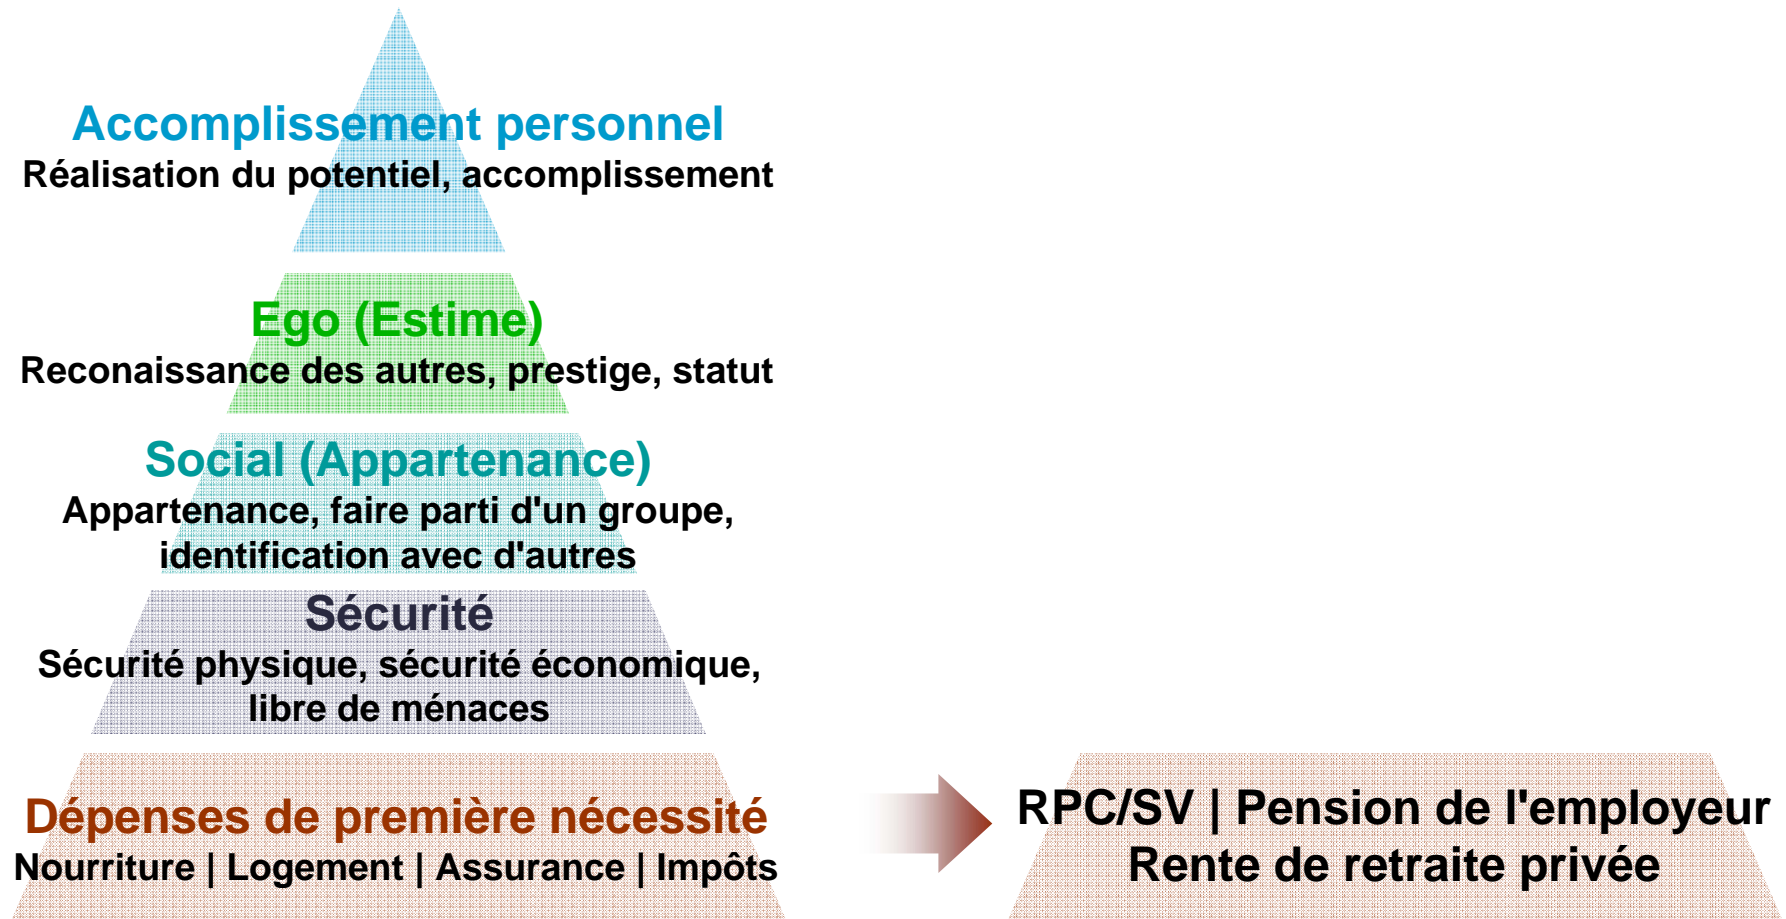 Accomplissement personnel
Réalisation du potentiel, accomplissement
Ego (Estime)
Reconaissance des autres, prestige, statut
Social (Appartenance)
Appartenance, faire parti d'un groupe,
identification avec d'autres
Sécurité
Sécurité physique, sécurité économique,
libre de ménaces
Dépenses de première nécessité
Nourriture | Logement | Assurance | Impôts
RPC/SV | Pension de l'employeur
Rente de retraite privée